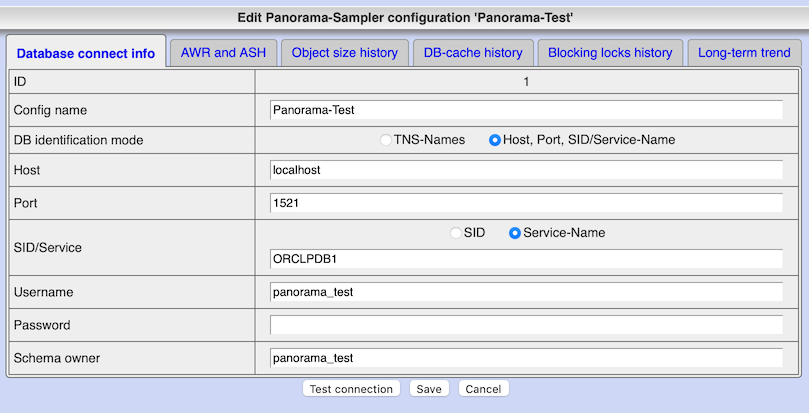 Edit Panorama-Sampler configuration 'Panorama-Test'
Database connect info AWR and ASH Object size history DB-cache history Blocking locks history Long-term trend
ID 1
Config name Panorama-Test
DB identification mode TNS-Names Host, Port, SID/Service-Name
Host localhost
Port 1521
SID/Service SID Service-Name
ORCLPDB1
Username panorama_test
Password
Schema owner panorama_test
Test connection Save Cancel